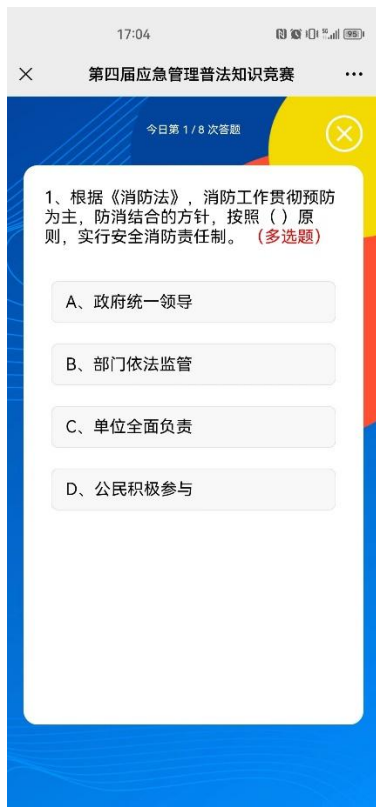 17:04
5G
95
第四届应急管理普法知识竞赛
今日第 1 / 8 次答题
1、根据《消防法》，消防工作贯彻预防
为主，防消结合的方针，按照（ ）原
则，实行安全消防责任制。（多选题）
A、政府统一领导
B、部门依法监管
C、单位全面负责
D、公民积极参与